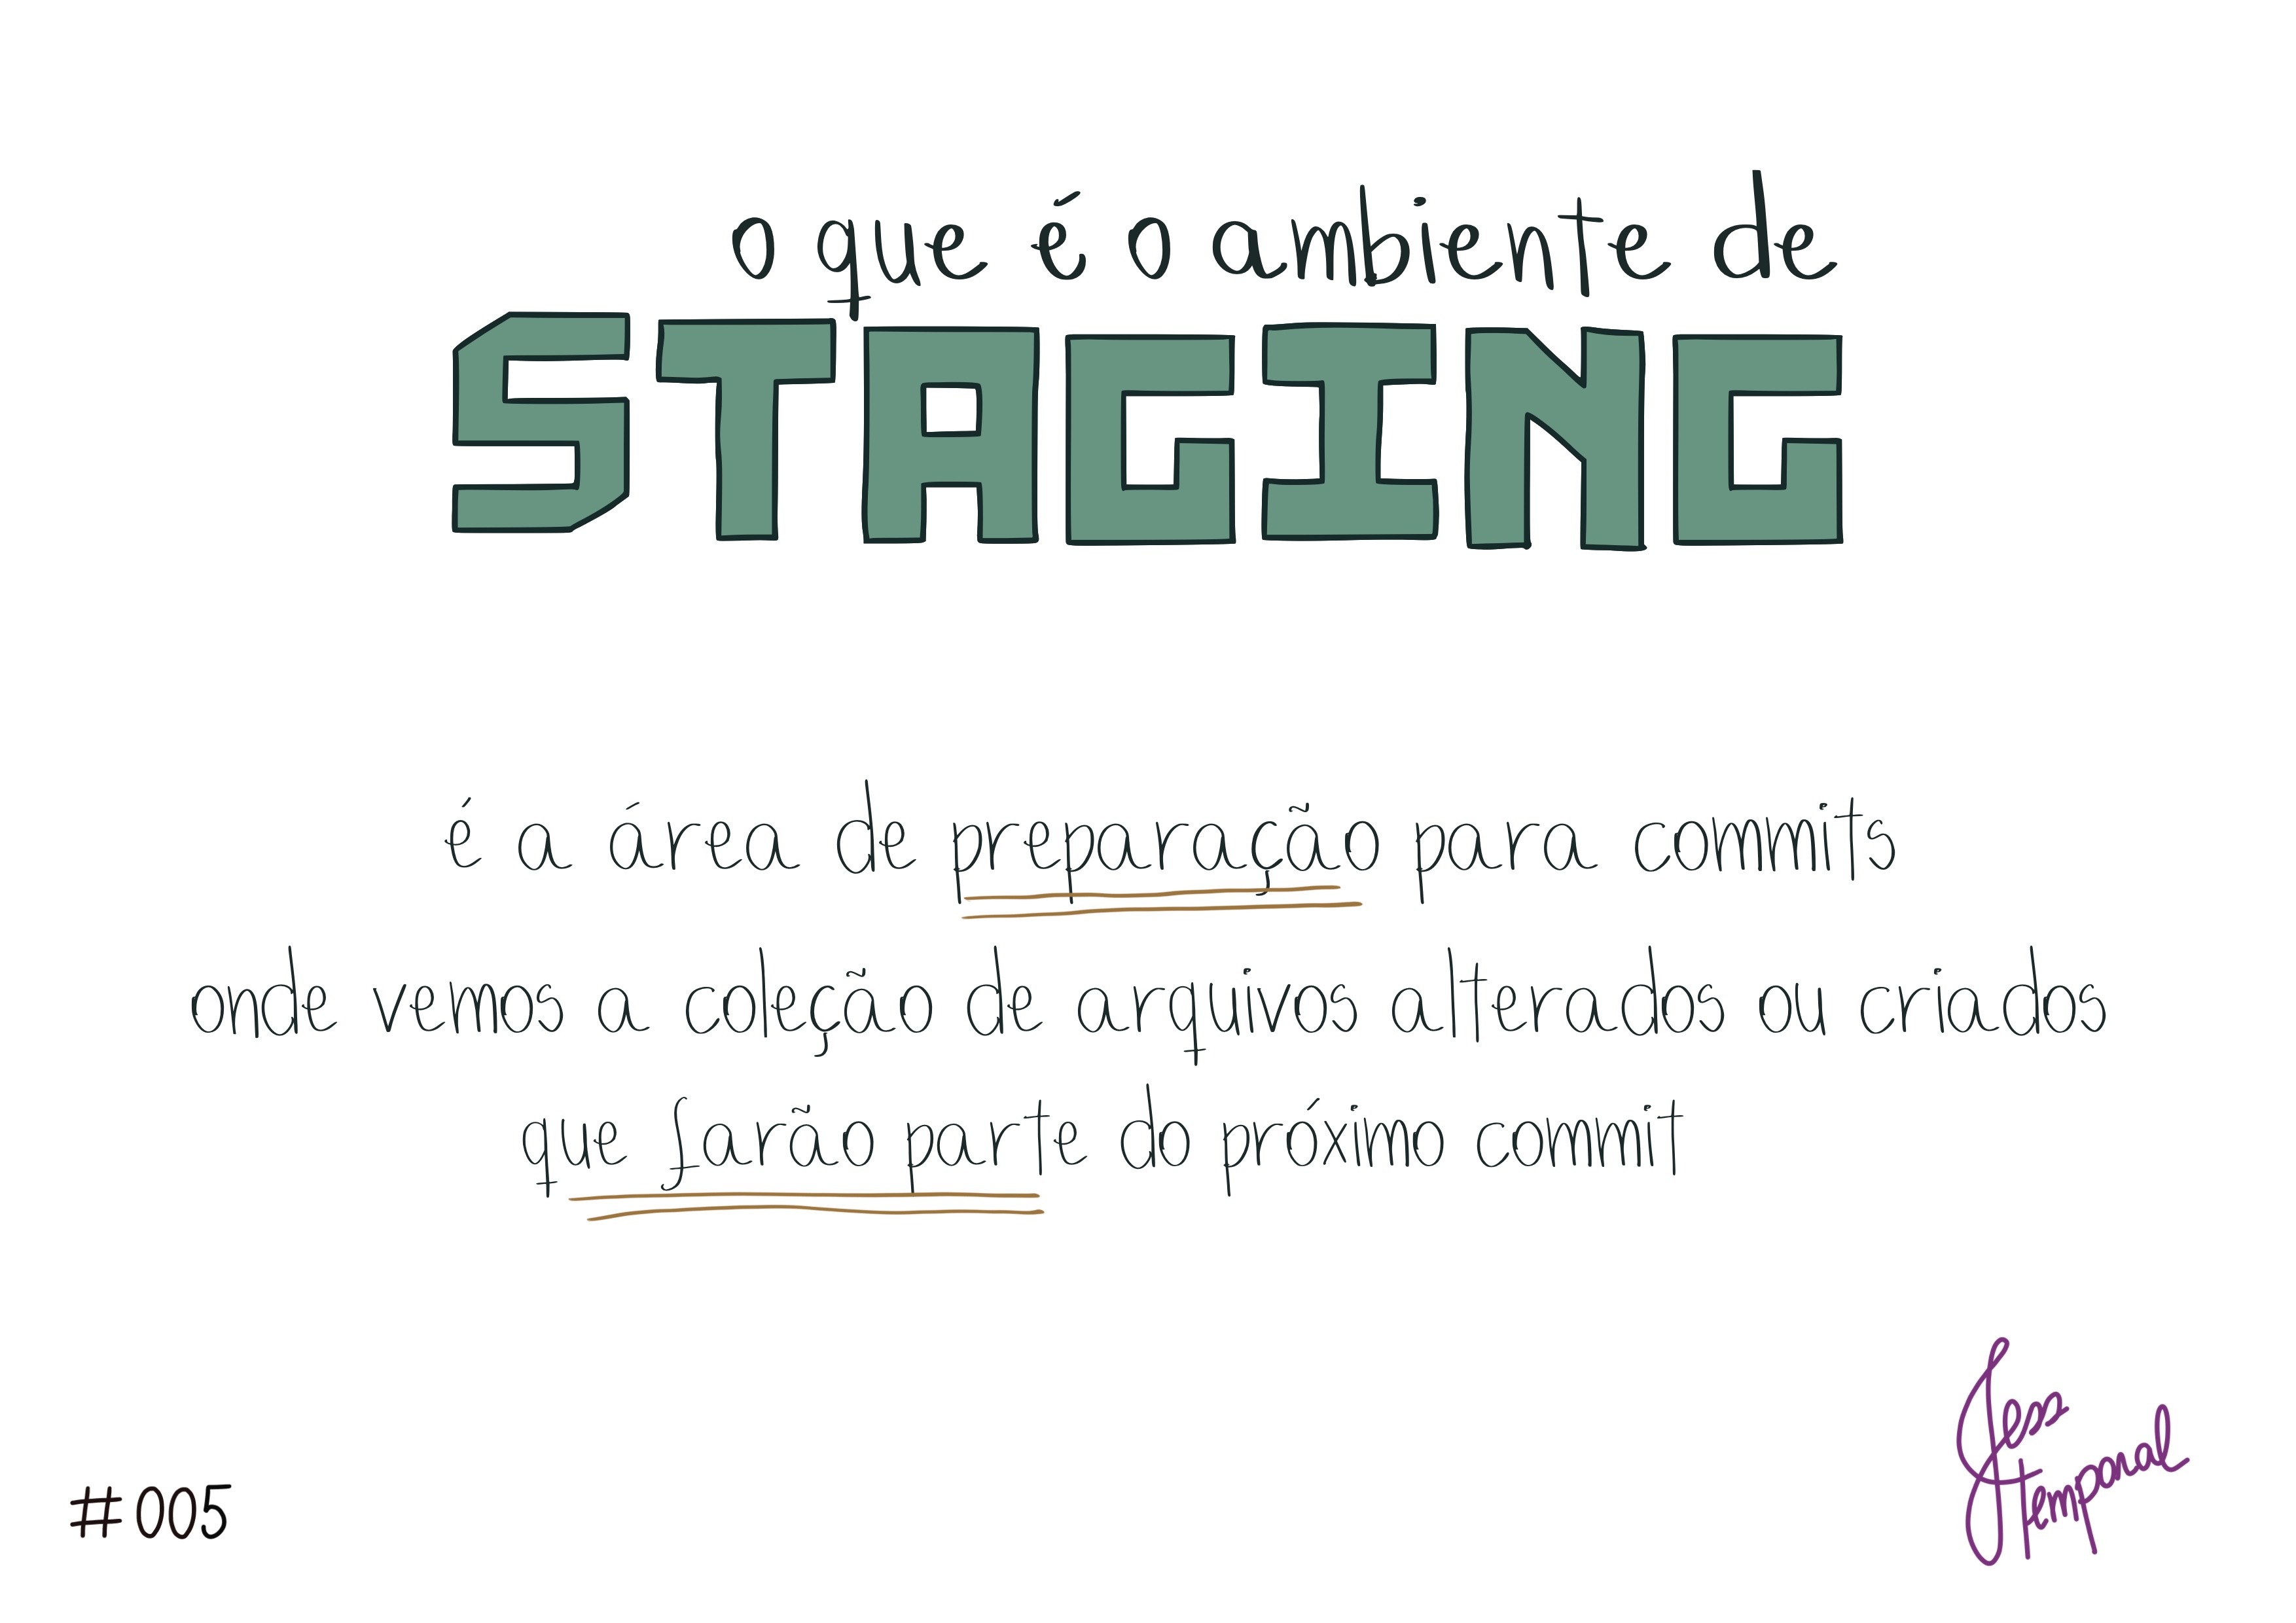 o que é o ambiente de
STAGING
é a área de preparação para commits
onde vemos a coleção de arquivos alterados ou criados
que farão parte do próximo commit
#005
Jess
Temporal